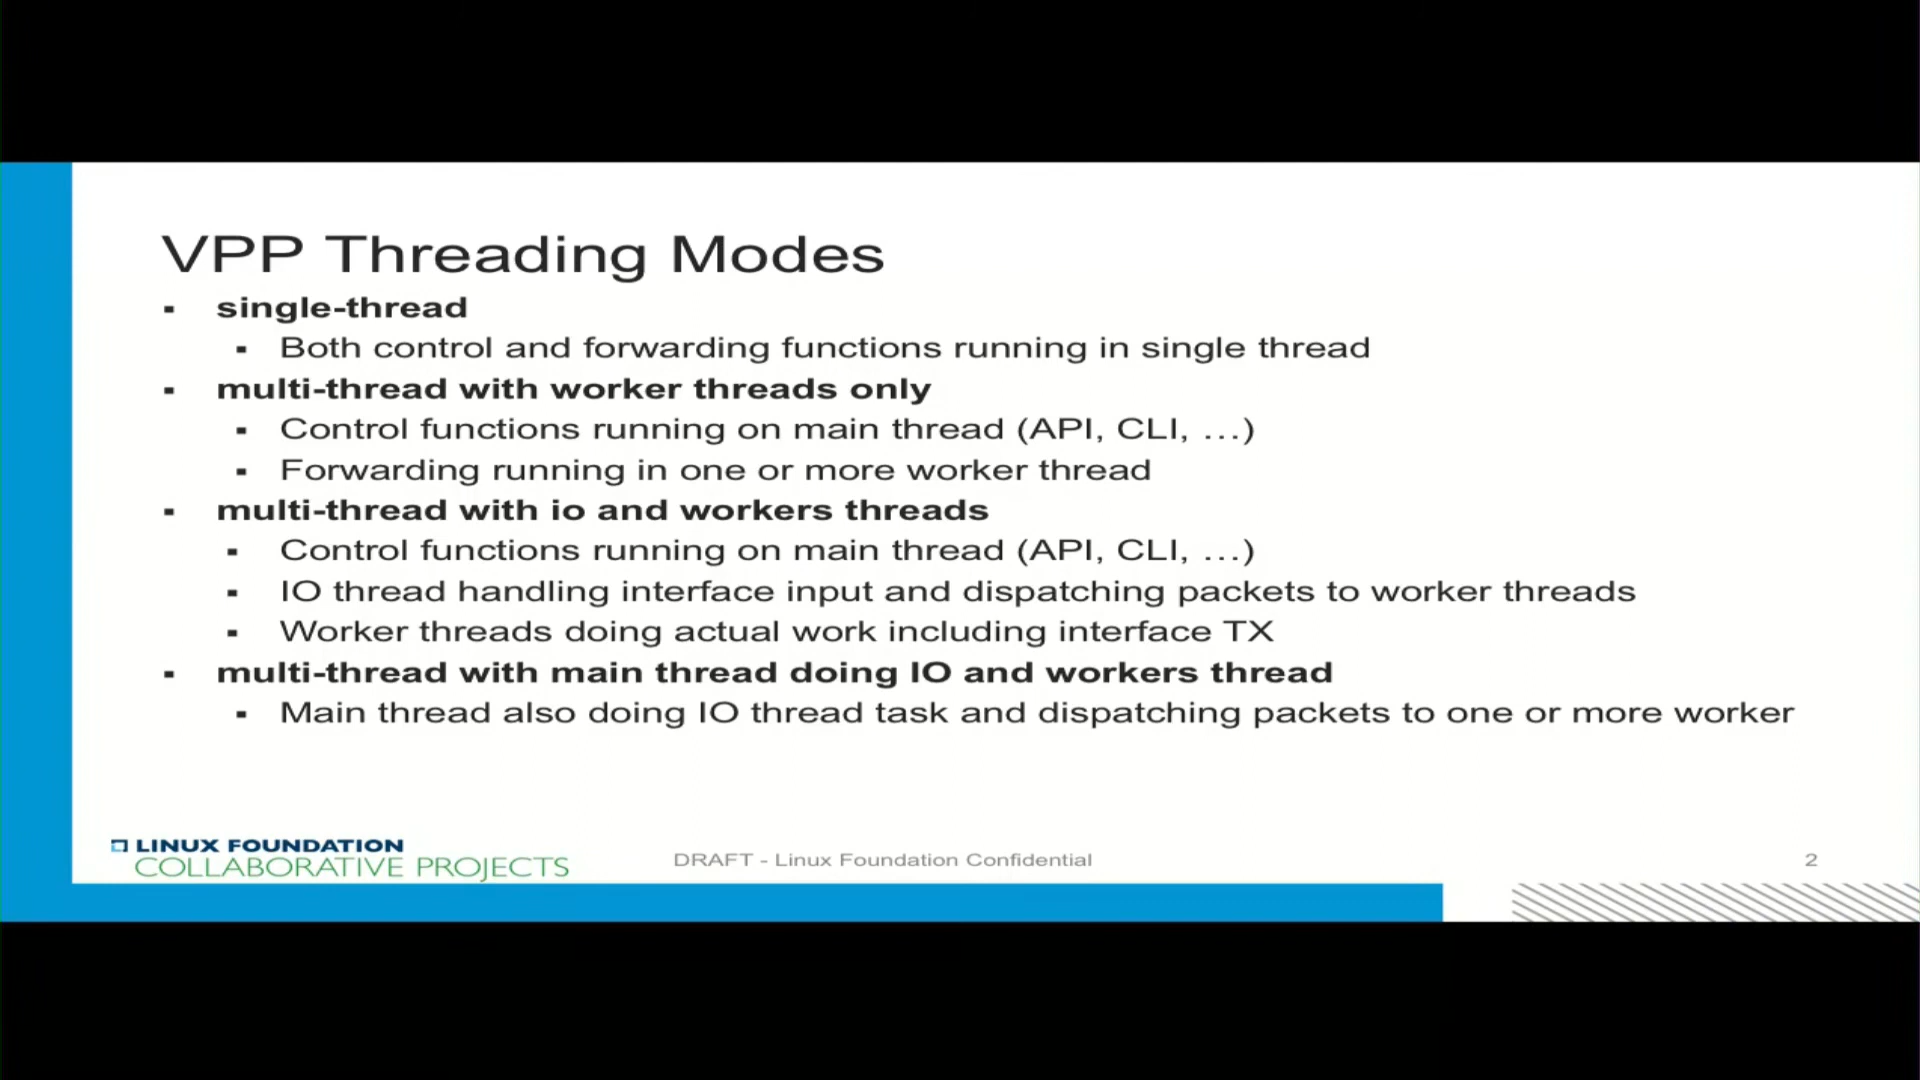 VPP Threading Modes
▪ single-thread
▪ Both control and forwarding functions running in single thread
▪ multi-thread with worker threads only
▪ Control functions running on main thread (API, CLI, …)
▪ Forwarding running in one or more worker thread
▪ multi-thread with io and workers threads
▪ Control functions running on main thread (API, CLI, …)
▪ IO thread handling interface input and dispatching packets to worker threads
▪ Worker threads doing actual work including interface TX
▪ multi-thread with main thread doing IO and workers thread
▪ Main thread also doing IO thread task and dispatching packets to one or more worker
LINUX FOUNDATION
COLLABORATIVE PROJECTS
DRAFT - Linux Foundation Confidential
2